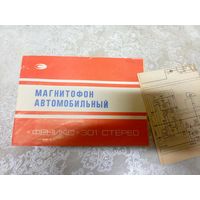 МАГНИТОФОН
АВТОМОБИЛЬНЫЙ
«ФЕНИКС» 301 СТЕРЕО